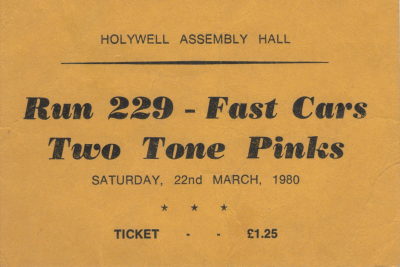 HOLYWELL ASSEMBLY HALL
Run 229 - Fast Cars
Two Tone Pinks
SATURDAY, 22nd MARCH, 1980
* * *
TICKET - - £1.25